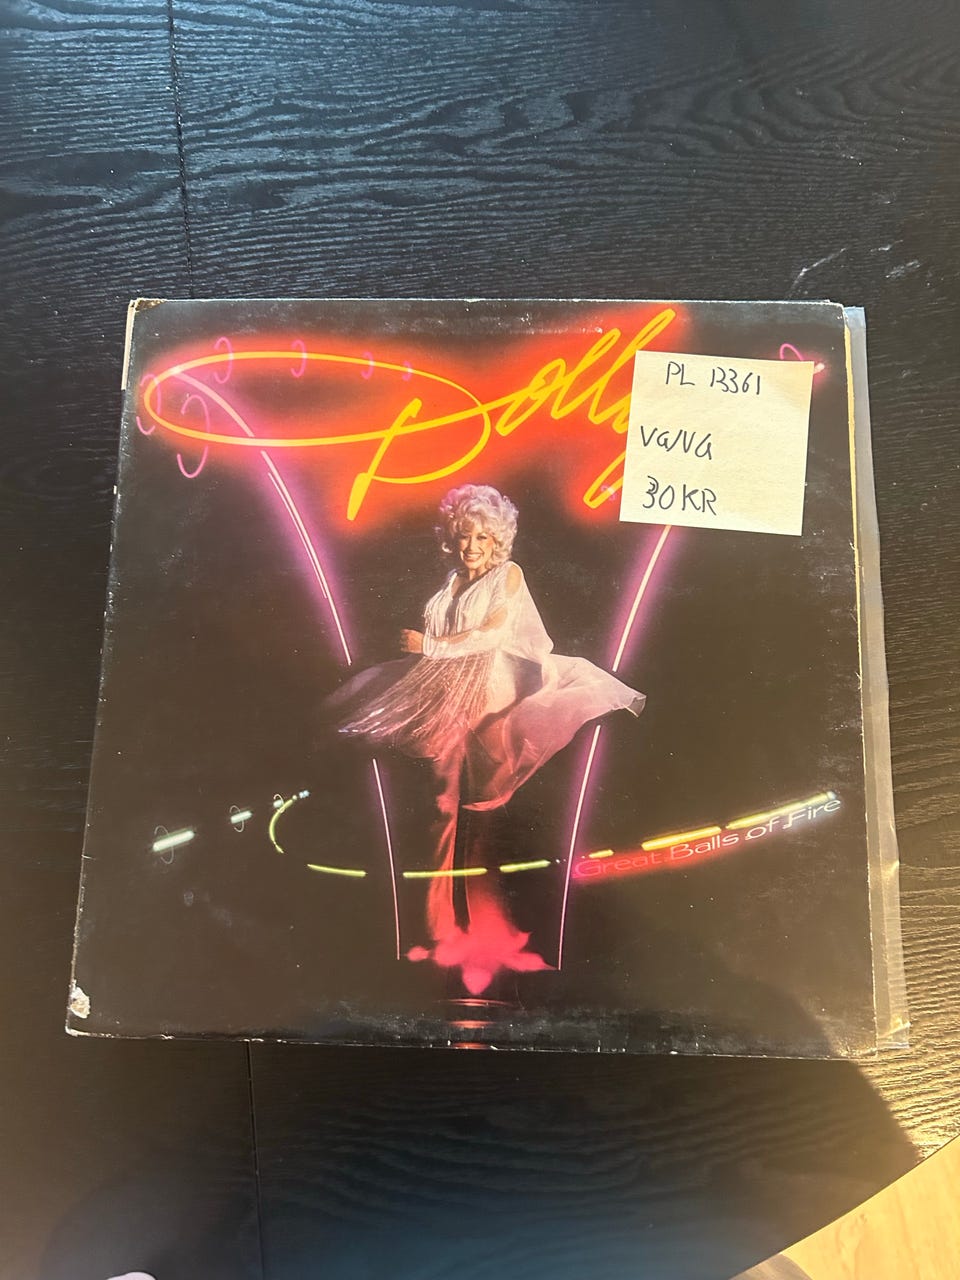 Dolly
PL 13361
VG/VG
30KR
Great Balls of Fire